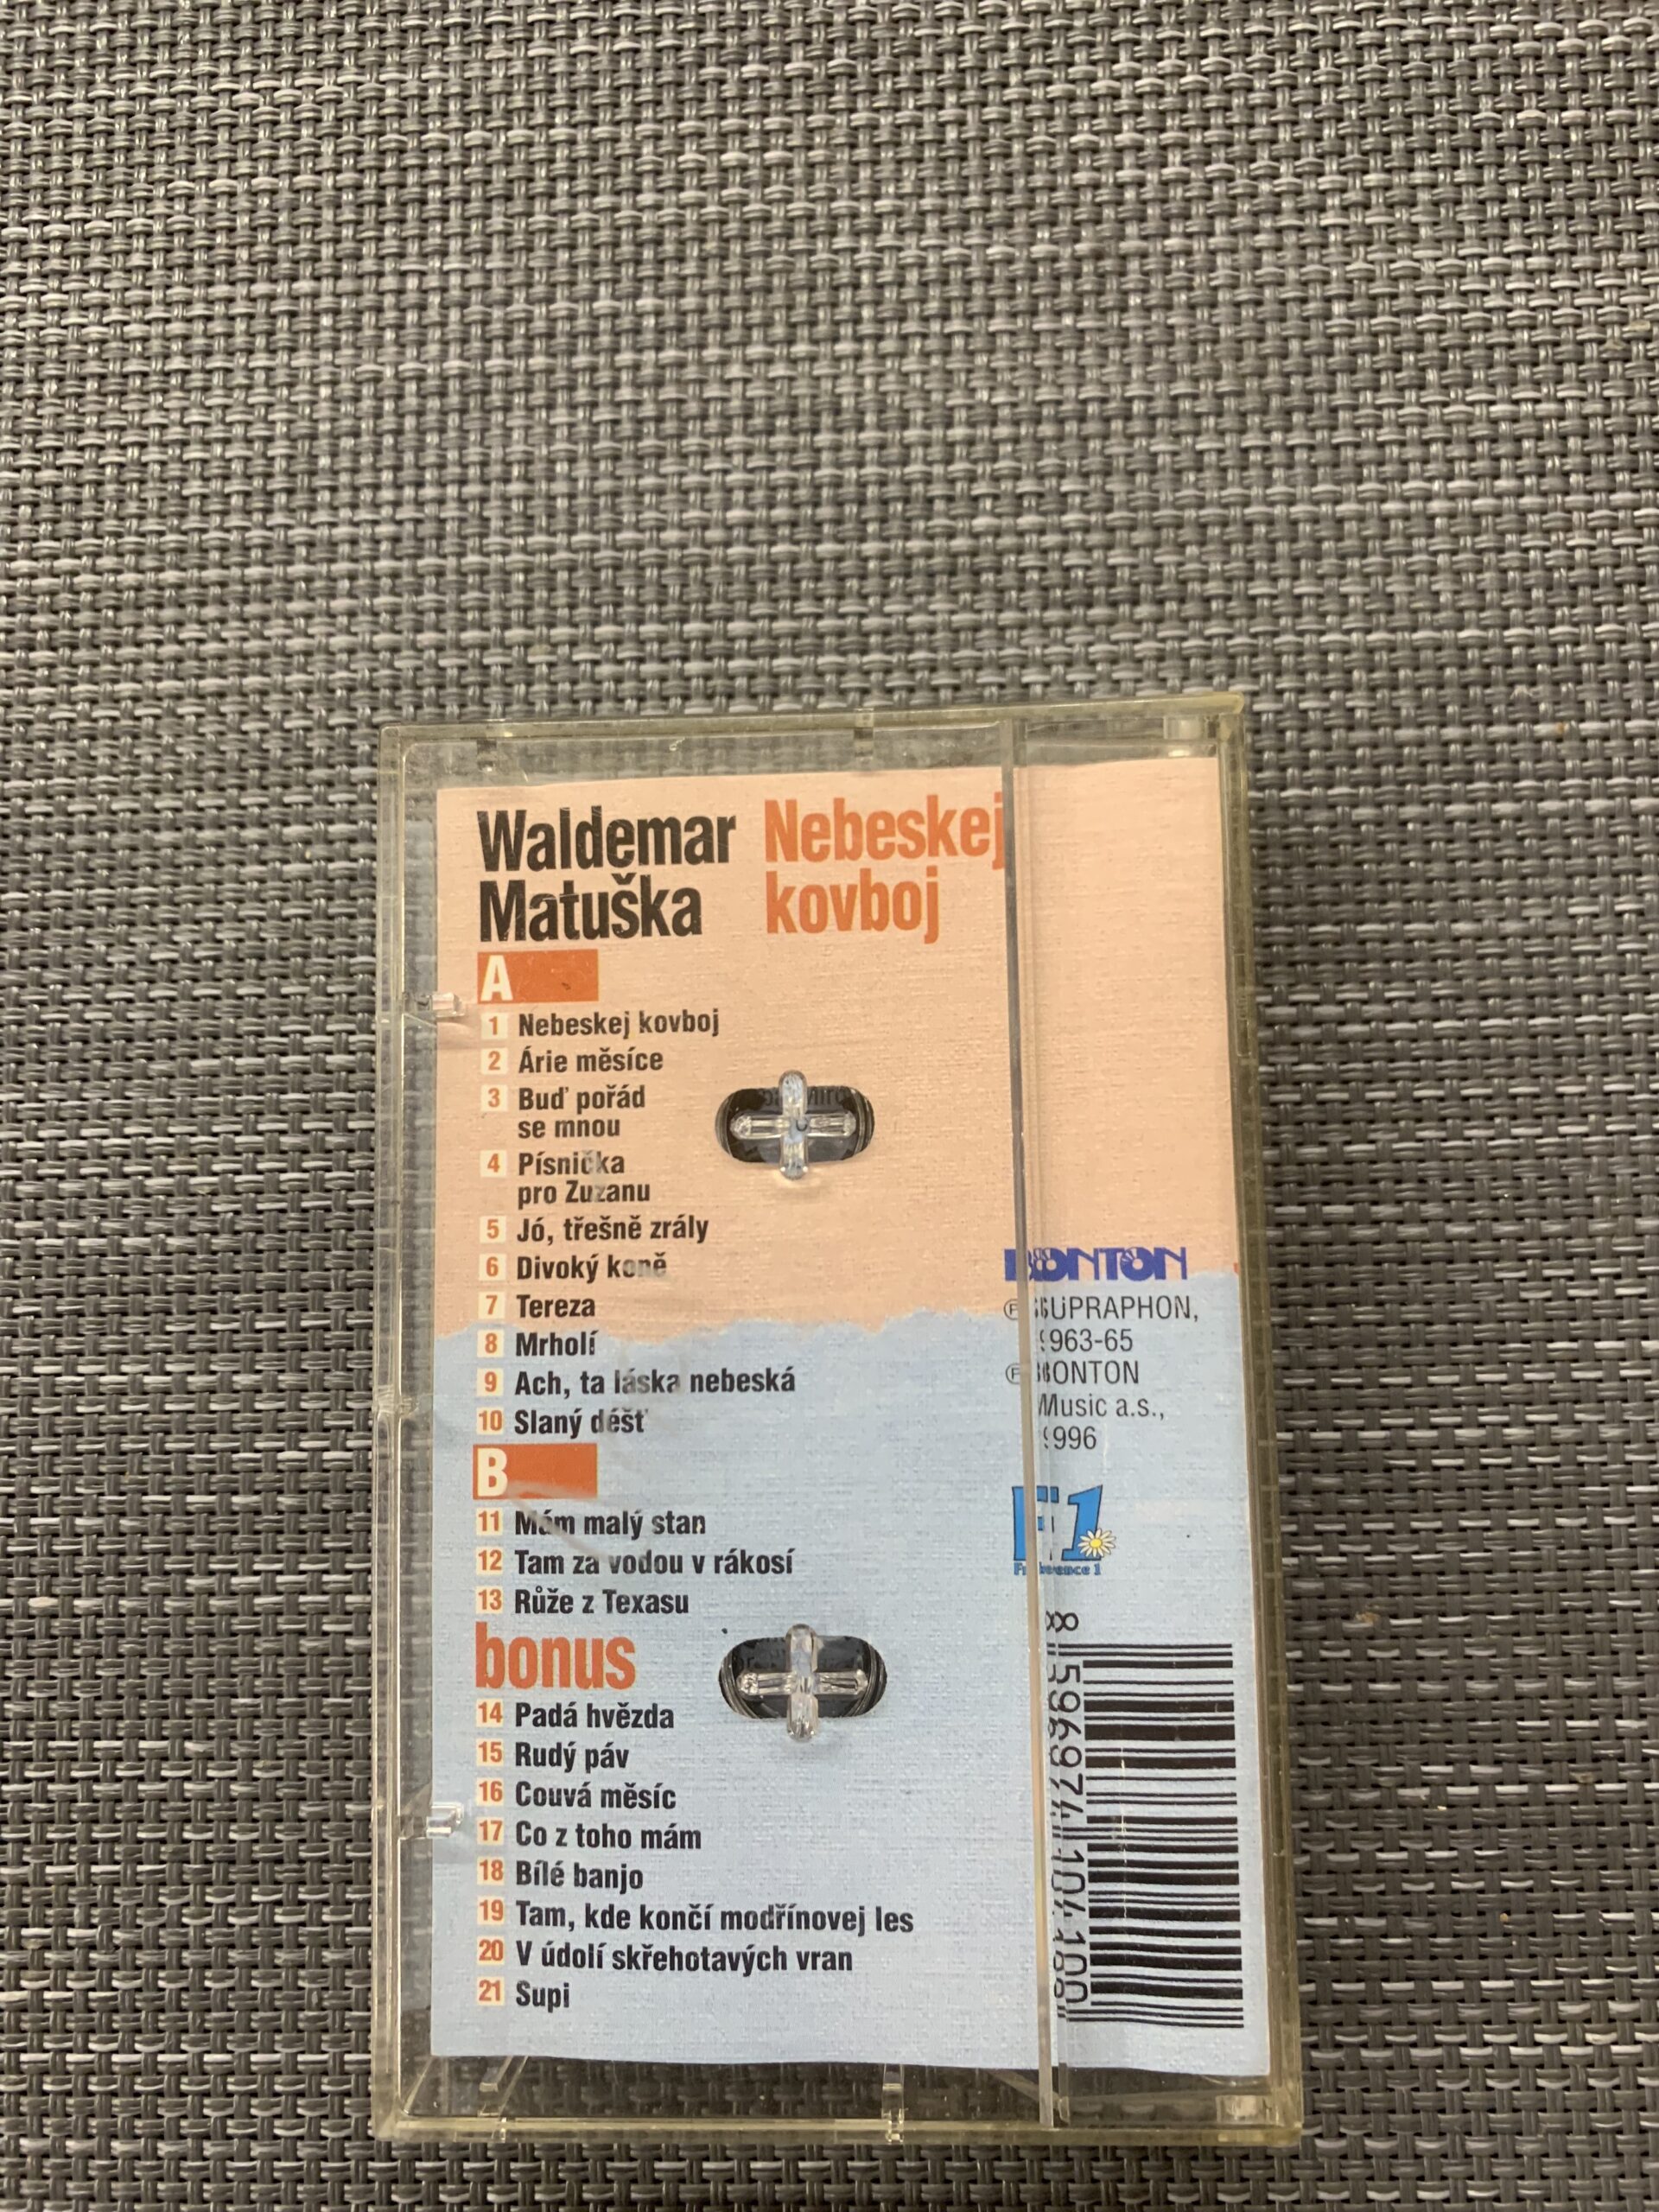 Waldemar Nebeskej
Matuška kovboj
A
1 Nebeskej kovboj
2 Árie měsíce
3 Buď pořád
se mnou
4 Písnička
pro Zuzanu
5 Jó, třešně zrály
6 Divoký koně
7 Tereza
8 Mrholí
9 Ach, ta láska nebeská
10 Slaný déšť
B
11 Mám malý stan
12 Tam za vodou v rákosí
13 Růže z Texasu
bonus
14 Padá hvězda
15 Rudý páv
16 Couvá měsíc
17 Co z toho mám
18 Bílé banjo
19 Tam, kde končí modřínovej les
20 V údolí skřehotavých vran
21 Supi
BONTON
Ⓟ SUPRAPHON,
1963-65
Ⓟ BONTON
Music a.s.,
1996
F1
8 596974 104100